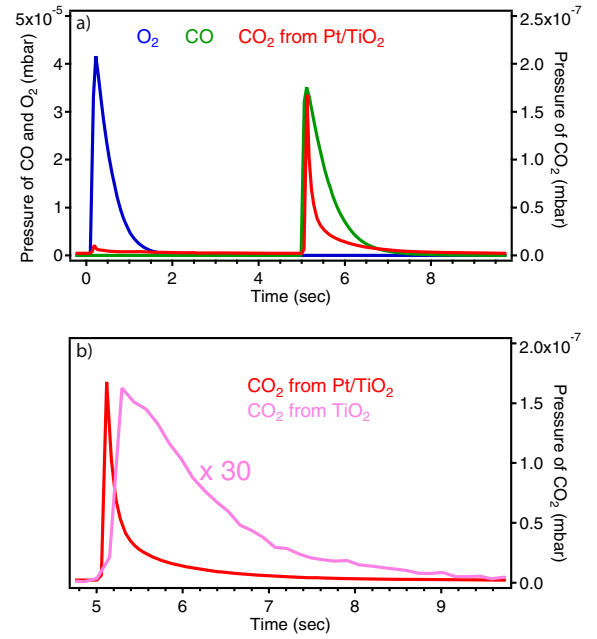 a)
O₂ CO CO₂ from Pt/TiO₂
5x10⁻⁵
4
3
2
1
0
Pressure of CO and O₂ (mbar)
2.5x10⁻⁷
2.0
1.5
1.0
0.5
0.0
Pressure of CO₂ (mbar)
0 2 4 6 8
Time (sec)
b)
CO₂ from Pt/TiO₂
CO₂ from TiO₂
x 30
2.0x10⁻⁷
1.5
1.0
0.5
0.0
Pressure of CO₂ (mbar)
5 6 7 8 9
Time (sec)